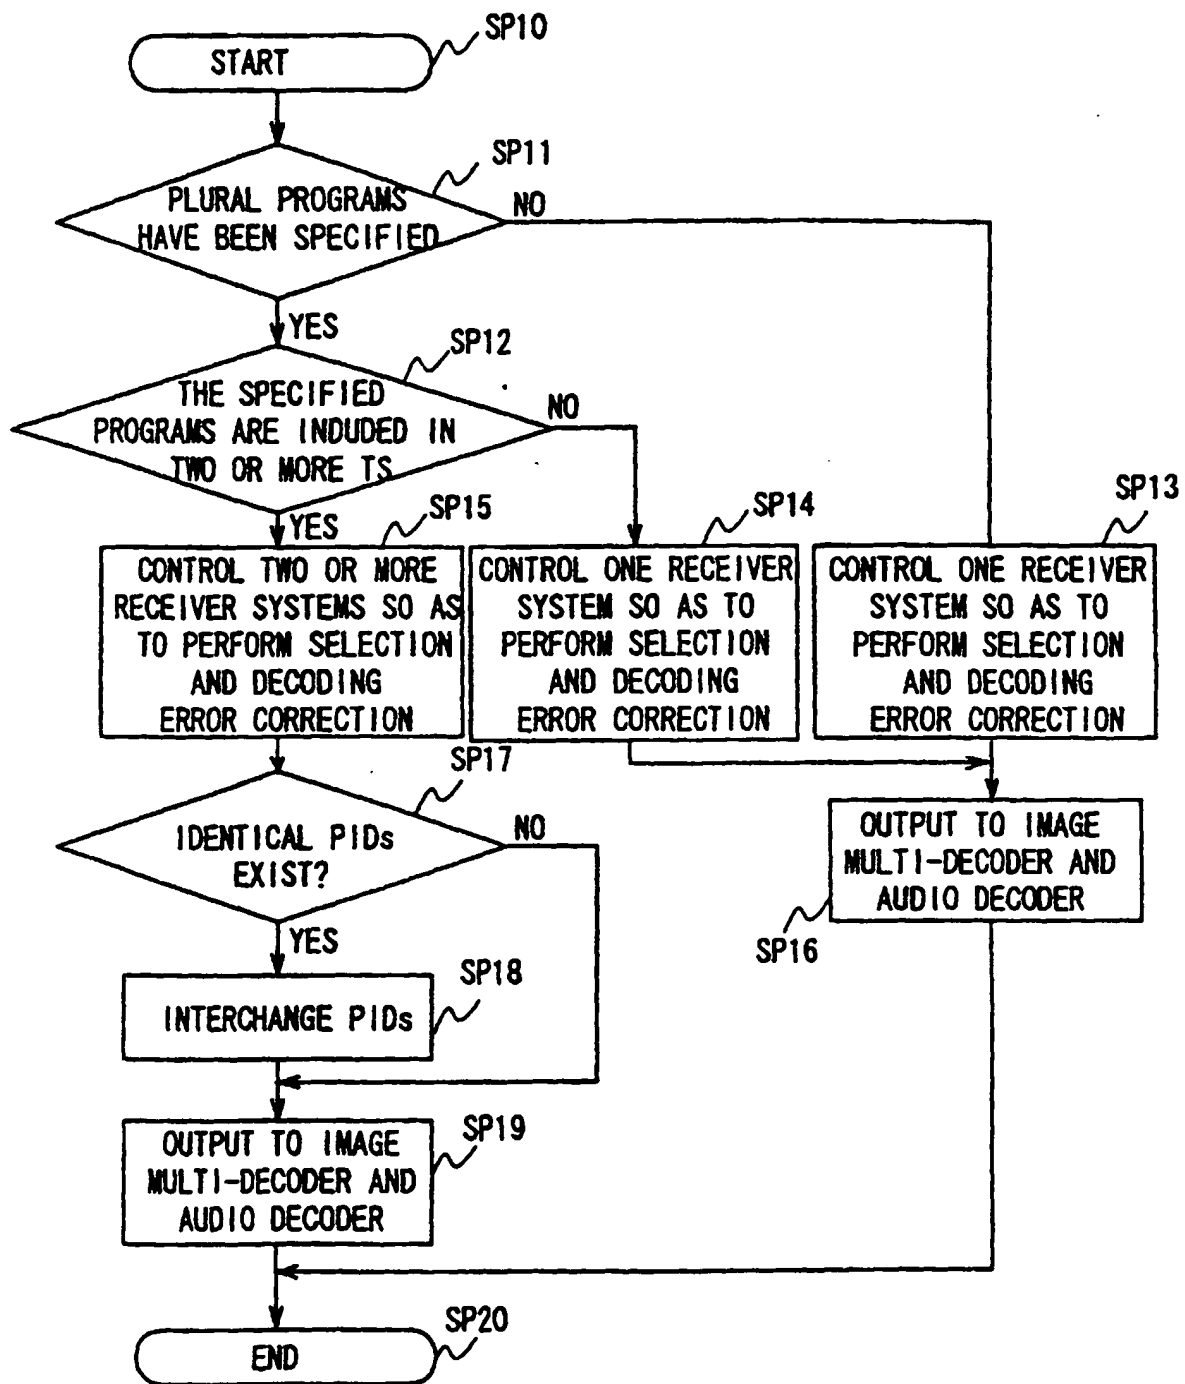 SP10
START
SP11
PLURAL PROGRAMS
HAVE BEEN SPECIFIED
NO
YES
SP12
THE SPECIFIED
PROGRAMS ARE INDUDED IN
TWO OR MORE TS
NO
YES
SP15
CONTROL TWO OR MORE
RECEIVER SYSTEMS SO AS
TO PERFORM SELECTION
AND DECODING
ERROR CORRECTION
SP14
CONTROL ONE RECEIVER
SYSTEM SO AS TO
PERFORM SELECTION
AND DECODING
ERROR CORRECTION
SP13
CONTROL ONE RECEIVER
SYSTEM SO AS TO
PERFORM SELECTION
AND DECODING
ERROR CORRECTION
SP17
IDENTICAL PIDs
EXIST?
NO
YES
OUTPUT TO IMAGE
MULTI-DECODER AND
AUDIO DECODER
SP16
SP18
INTERCHANGE PIDs
SP19
OUTPUT TO IMAGE
MULTI-DECODER AND
AUDIO DECODER
SP20
END